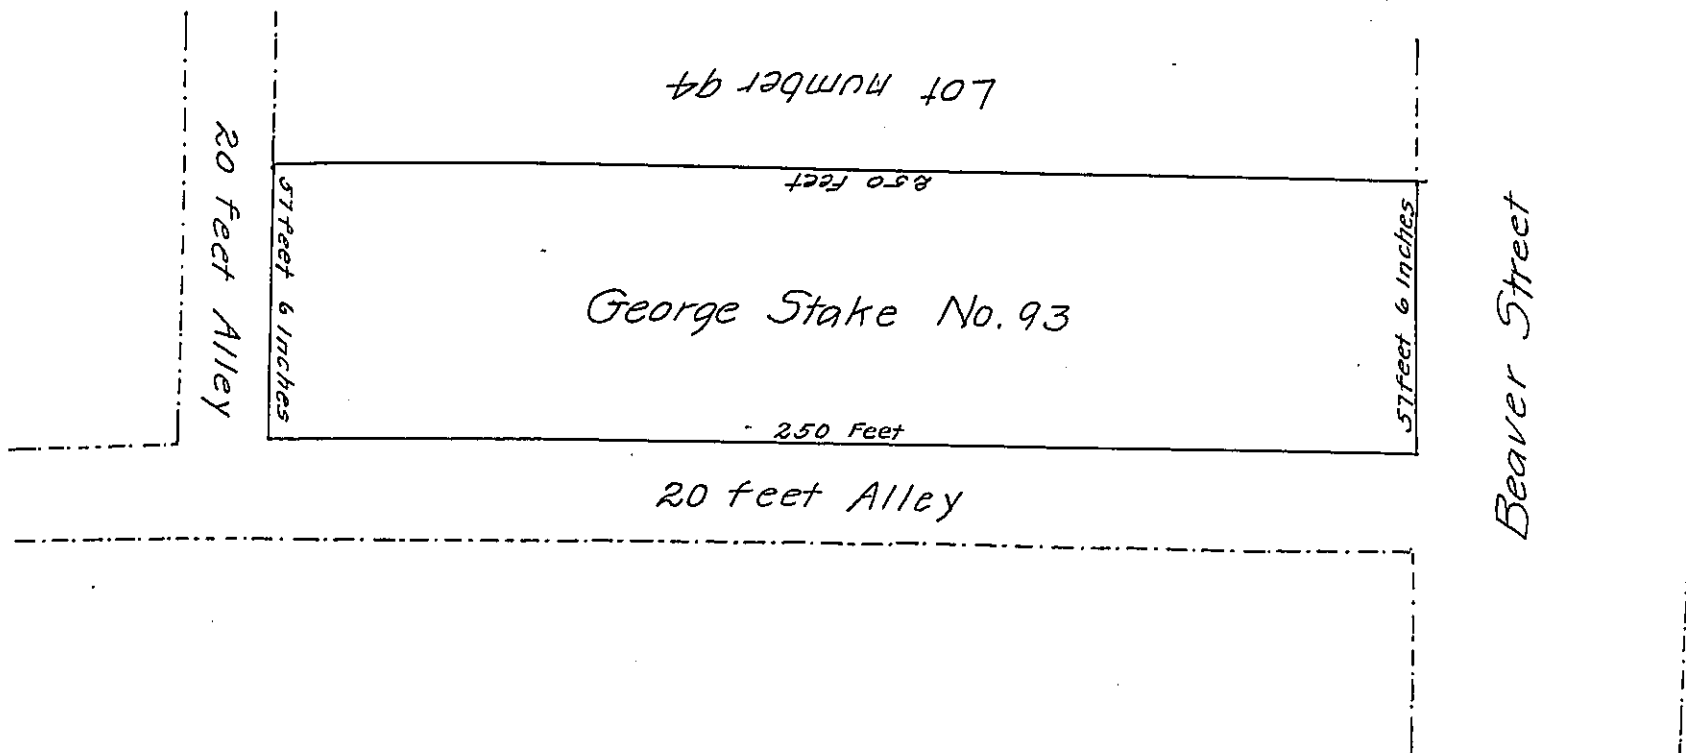 Lot number 94
20 feet Alley
57 feet 6 Inches
250 Feet
George Stake No. 93
57 feet 6 Inches
250 Feet
20 feet Alley
Beaver Street